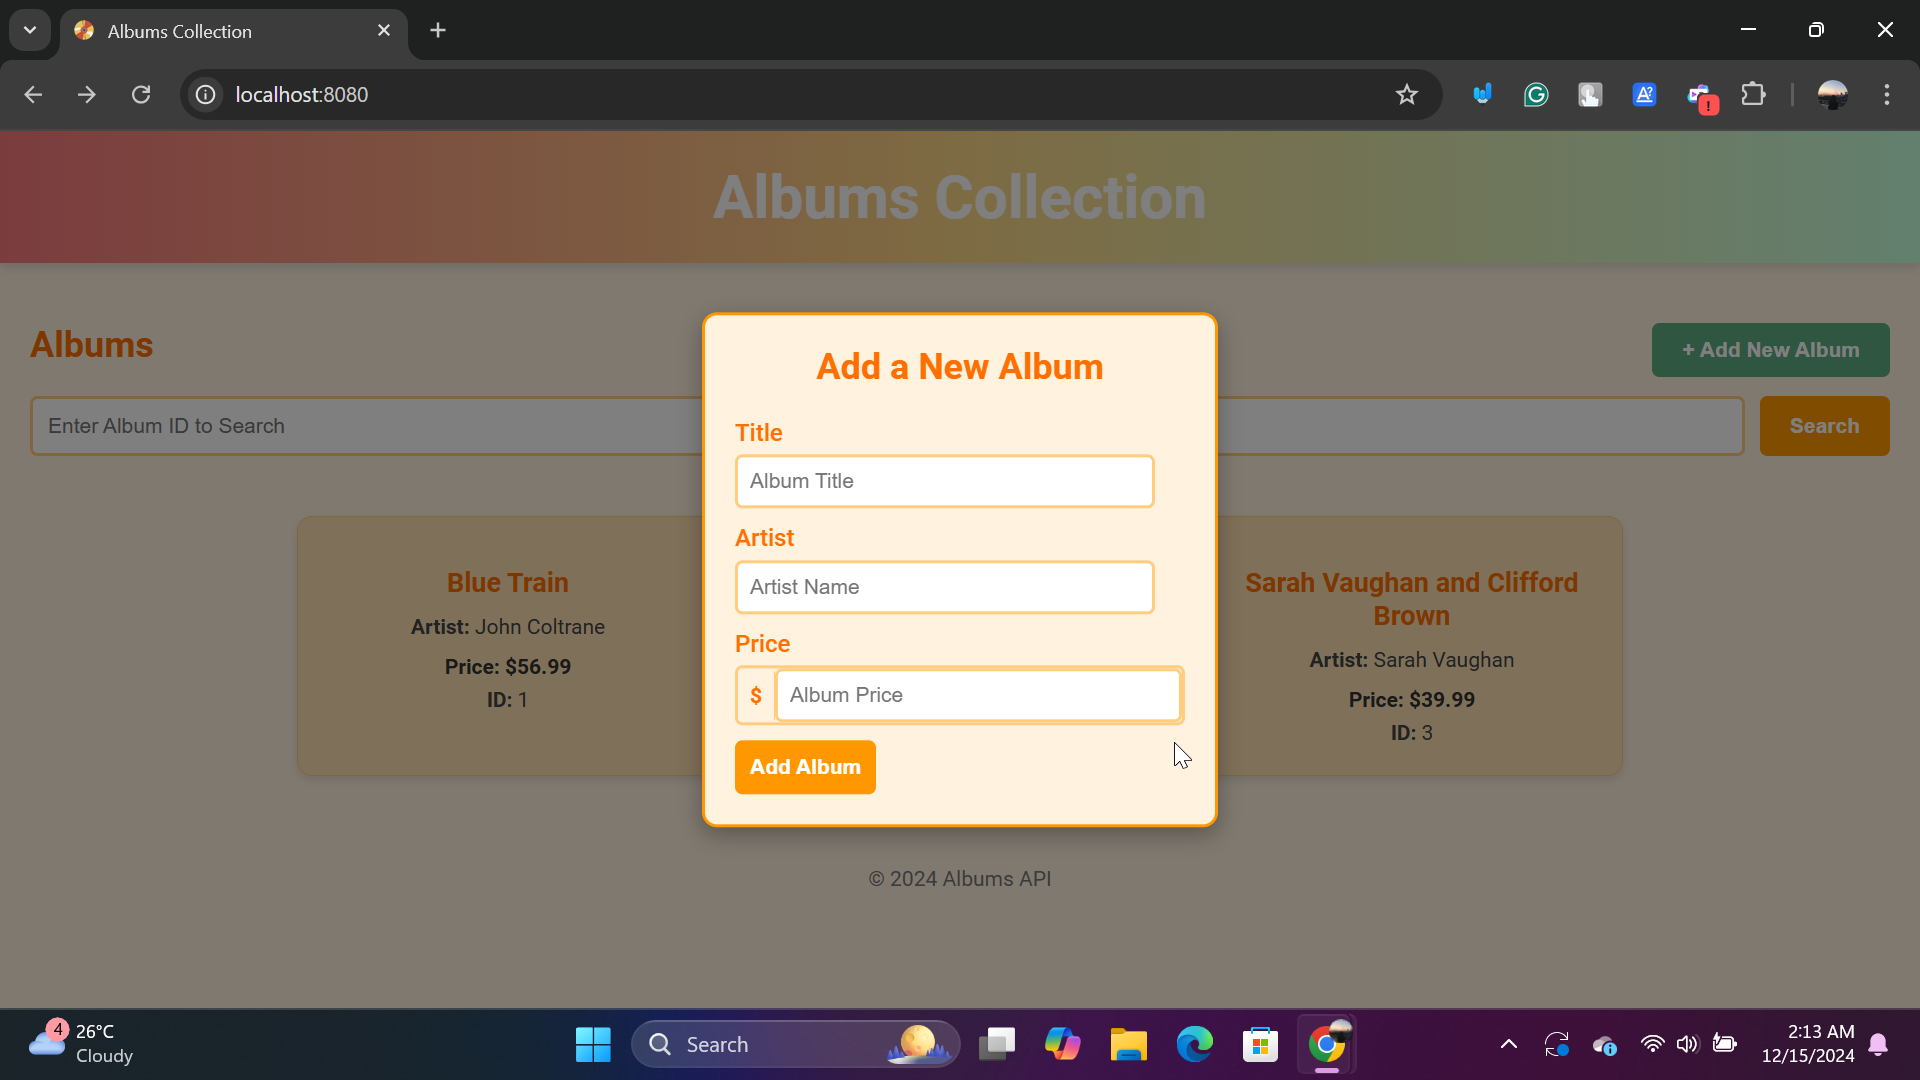 Albums Collection
localhost:8080
Albums Collection
Albums
+ Add New Album
Enter Album ID to Search
Search
Add a New Album
Title
Album Title
Artist
Artist Name
Price
$ Album Price
Add Album
Blue Train
Artist: John Coltrane
Price: $56.99
ID: 1
Sarah Vaughan and Clifford
Brown
Artist: Sarah Vaughan
Price: $39.99
ID: 3
© 2024 Albums API
4
26°C
Cloudy
Search
2:13 AM
12/15/2024